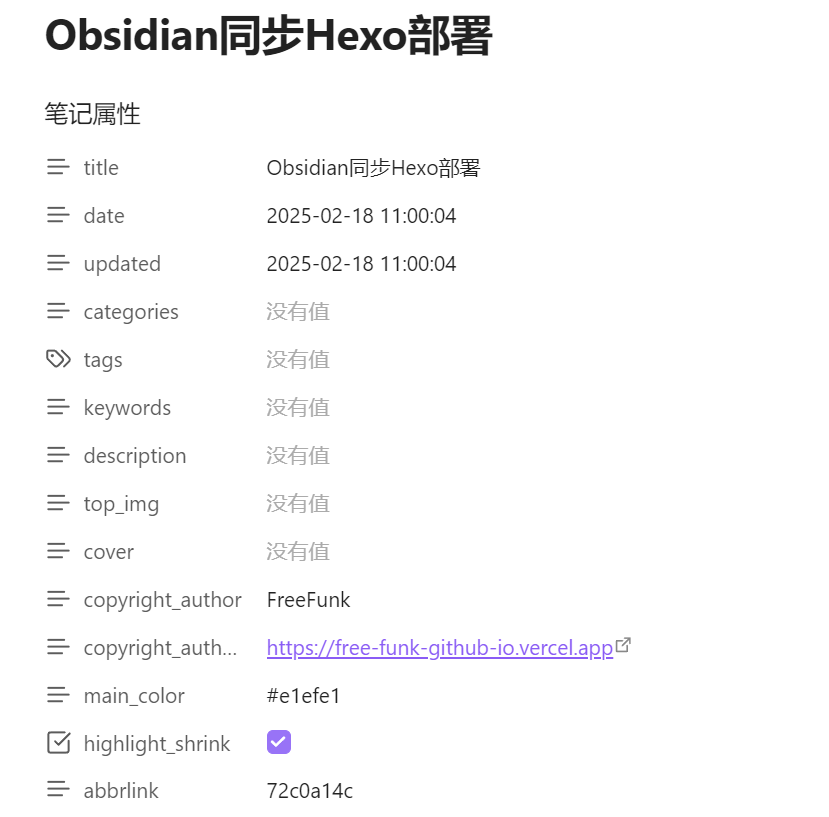 Obsidian同步Hexo部署
笔记属性
title Obsidian同步Hexo部署
date 2025-02-18 11:00:04
updated 2025-02-18 11:00:04
categories 没有值
tags 没有值
keywords 没有值
description 没有值
top_img 没有值
cover 没有值
copyright_author FreeFunk
copyright_auth... https://free-funk-github-io.vercel.app
main_color #e1efe1
highlight_shrink
abbrlink 72c0a14c